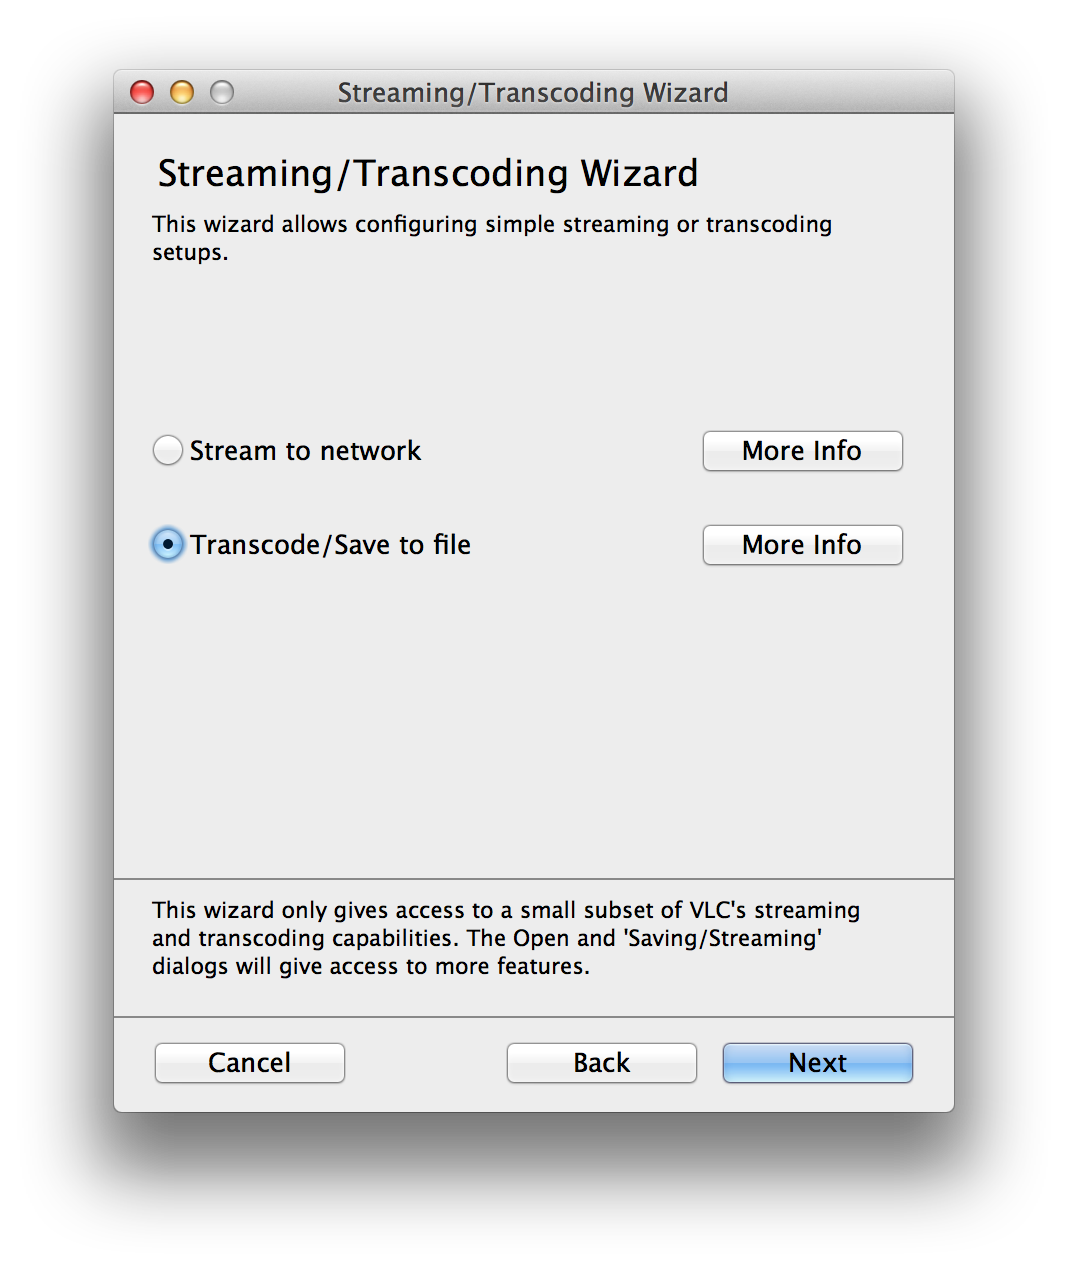 Streaming/Transcoding Wizard
Streaming/Transcoding Wizard
This wizard allows configuring simple streaming or transcoding
setups.
Stream to network
More Info
Transcode/Save to file
More Info
This wizard only gives access to a small subset of VLC's streaming
and transcoding capabilities. The Open and 'Saving/Streaming'
dialogs will give access to more features.
Cancel
Back
Next